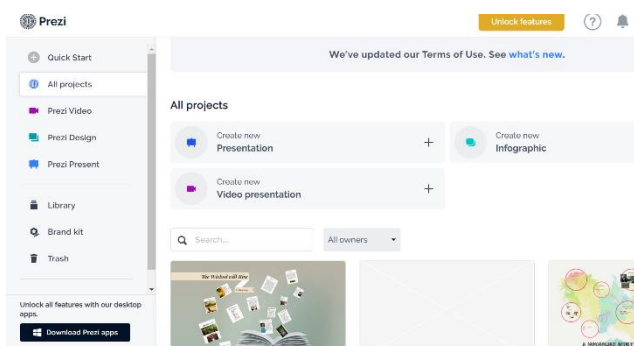 Prezi
Unlock features
?
Quick Start
All projects
Prezi Video
Prezi Design
Prezi Present
Library
Brand kit
Trash
Unlock all features with our desktop
apps.
Download Prezi apps
We've updated our Terms of Use. See what's new.
All projects
Create new
Presentation
Create new
Infographic
Create new
Video presentation
Search...
All owners
The Wicked will Rise